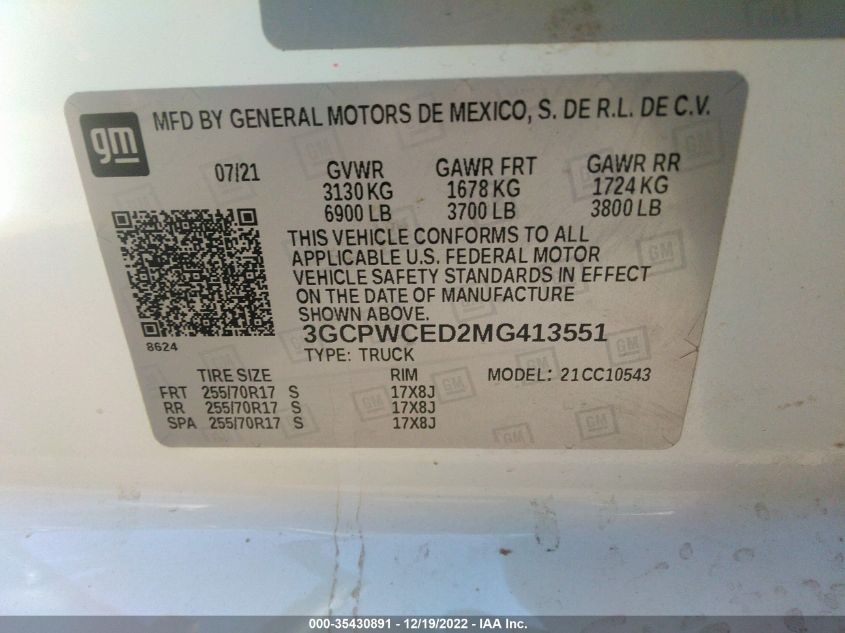 gm
MFD BY GENERAL MOTORS DE MEXICO, S. DE R.L. DE C.V.
07/21 GVWR GAWR FRT GAWR RR
3130 KG 1678 KG 1724 KG
6900 LB 3700 LB 3800 LB
THIS VEHICLE CONFORMS TO ALL
APPLICABLE U.S. FEDERAL MOTOR
VEHICLE SAFETY STANDARDS IN EFFECT
ON THE DATE OF MANUFACTURE
SHOWN ABOVE.
8624
3GCPWCED2MG413551
TYPE: TRUCK
TIRE SIZE RIM MODEL: 21CC10543
FRT 255/70R17 S 17X8J
RR 255/70R17 S 17X8J
SPA 255/70R17 S 17X8J
000-35430891 - 12/19/2022 - IAA Inc.